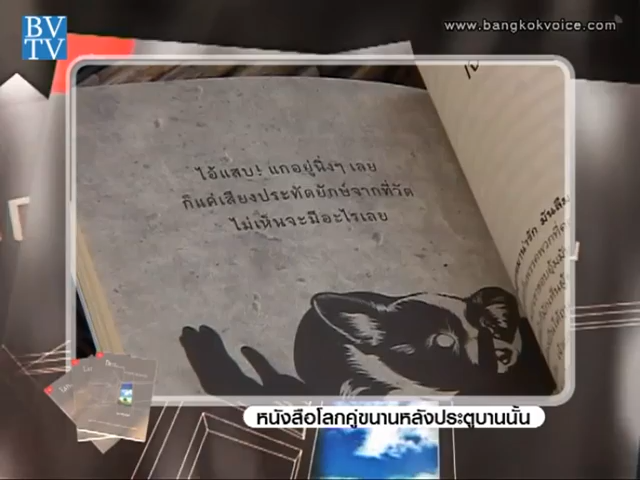 BV
TV
www.bangkokvoice.com
ไอ้แสบ! แกอยู่นิ่งๆ เลย
ก็แค่เสียงประทัดยักษ์จากที่วัด
ไม่เห็นจะมีอะไรเลย
หนังสือโลกคู่ขนานหลังประตูบานนั้น